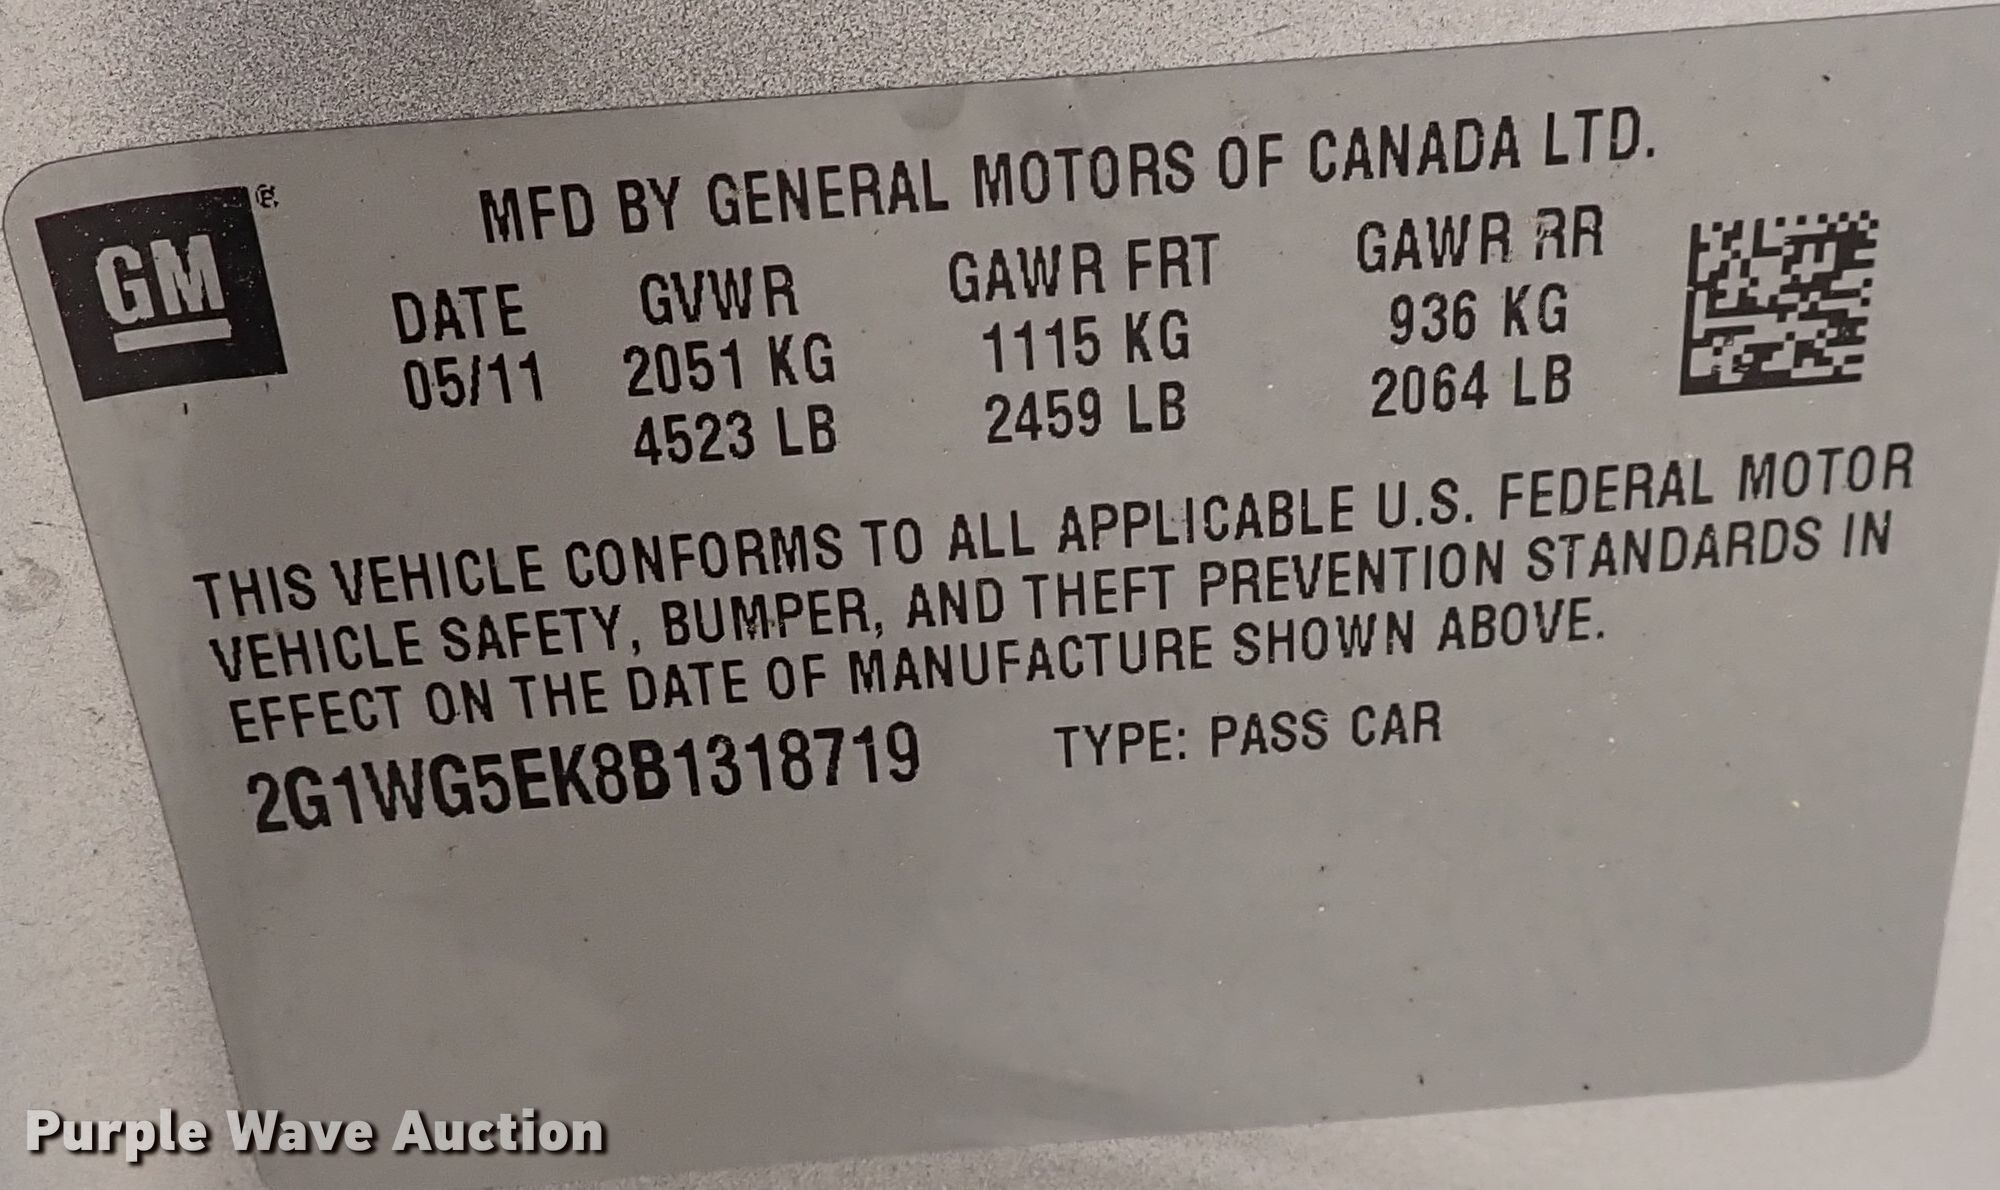 GM
®
MFD BY GENERAL MOTORS OF CANADA LTD.
DATE GVWR GAWR FRT GAWR RR
05/11 2051 KG 1115 KG 936 KG
4523 LB 2459 LB 2064 LB
THIS VEHICLE CONFORMS TO ALL APPLICABLE U.S. FEDERAL MOTOR
VEHICLE SAFETY, BUMPER, AND THEFT PREVENTION STANDARDS IN
EFFECT ON THE DATE OF MANUFACTURE SHOWN ABOVE.
2G1WG5EK8B1318719 TYPE: PASS CAR
Purple Wave Auction